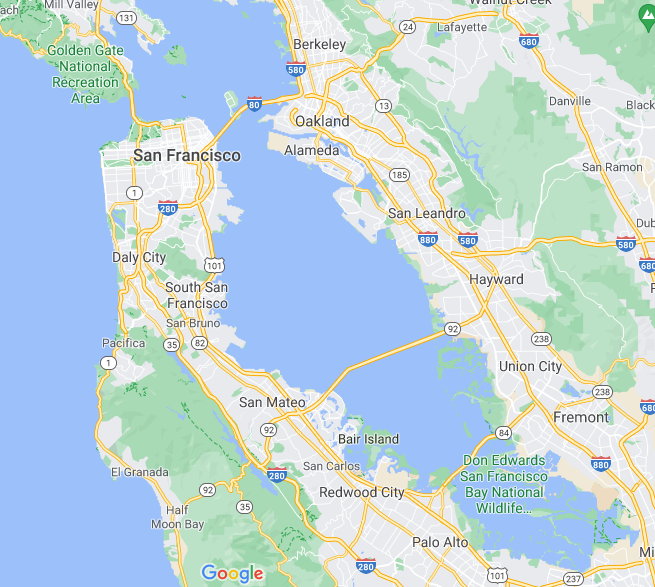 Mill Valley
131
Golden Gate
National
Recreation
Area
Berkeley
580
24
Lafayette
680
80
13
Danville
Oakland
Alameda
San Francisco
185
San Ramon
1
280
San Leandro
880
580
580
680
Daly City
101
Hayward
South San
Francisco
San Bruno
92
238
Pacifica
35
82
1
Union City
238
680
San Mateo
Fremont
92
Bair Island
84
San Carlos
280
Don Edwards
San Francisco
Bay National
Wildlife...
880
El Granada
92
35
Redwood City
Half
Moon Bay
Palo Alto
280
101
237
Google